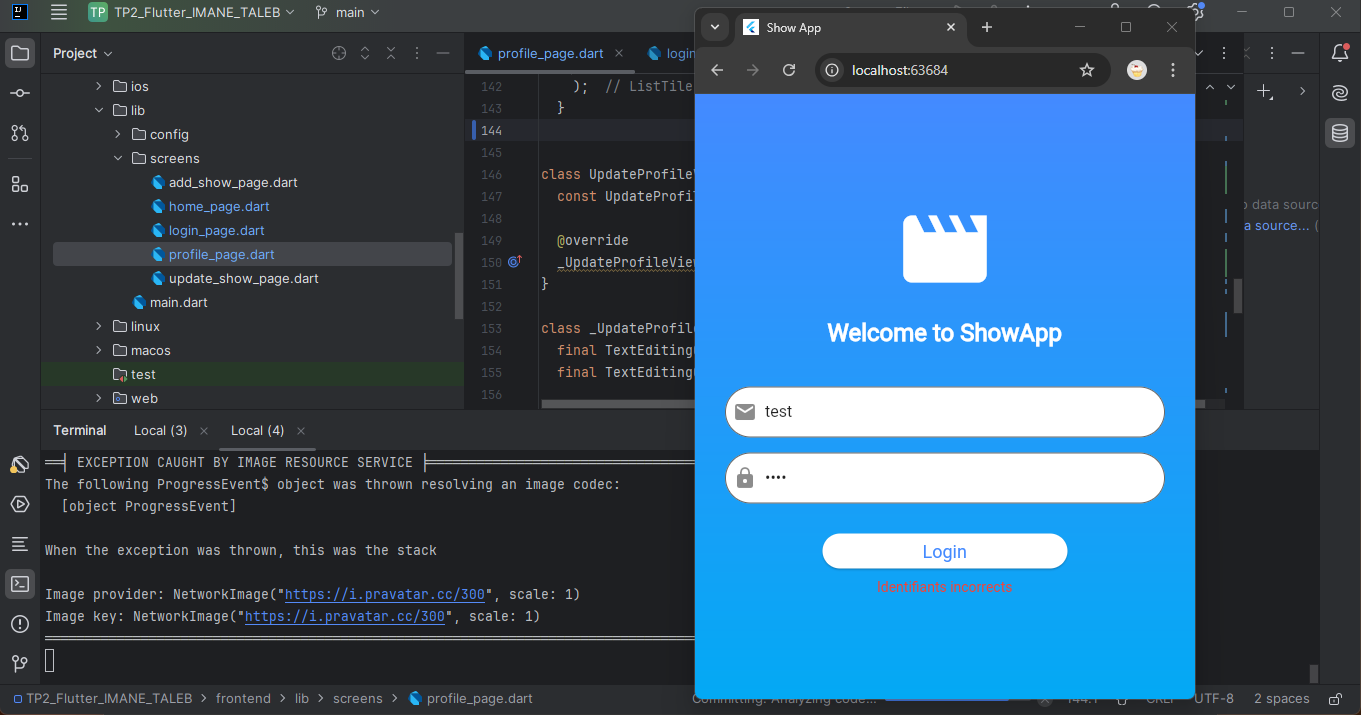 TP TP2_Flutter_IMANE_TALEB main
Project
ios
lib
config
screens
add_show_page.dart
home_page.dart
login_page.dart
profile_page.dart
update_show_page.dart
main.dart
linux
macos
test
web
profile_page.dart login
142 ); // ListTile
143 }
144
145
146 class UpdateProfileV
147 const UpdateProfil
148
149 @override
150 _UpdateProfileView
151 }
152
153 class _UpdateProfile
154 final TextEditing
155 final TextEditing
156
Show App
localhost:63684
Welcome to ShowApp
test
••••
Login
Identifiants incorrects
data sourc
a source... (
Terminal Local (3) Local (4)
EXCEPTION CAUGHT BY IMAGE RESOURCE SERVICE
The following ProgressEvent$ object was thrown resolving an image codec:
[object ProgressEvent]
When the exception was thrown, this was the stack
Image provider: NetworkImage("https://i.pravatar.cc/300", scale: 1)
Image key: NetworkImage("https://i.pravatar.cc/300", scale: 1)
TP2_Flutter_IMANE_TALEB > frontend > lib > screens > profile_page.dart
Committing: Analyzing code... 144:1 CRLF UTF-8 2 spaces